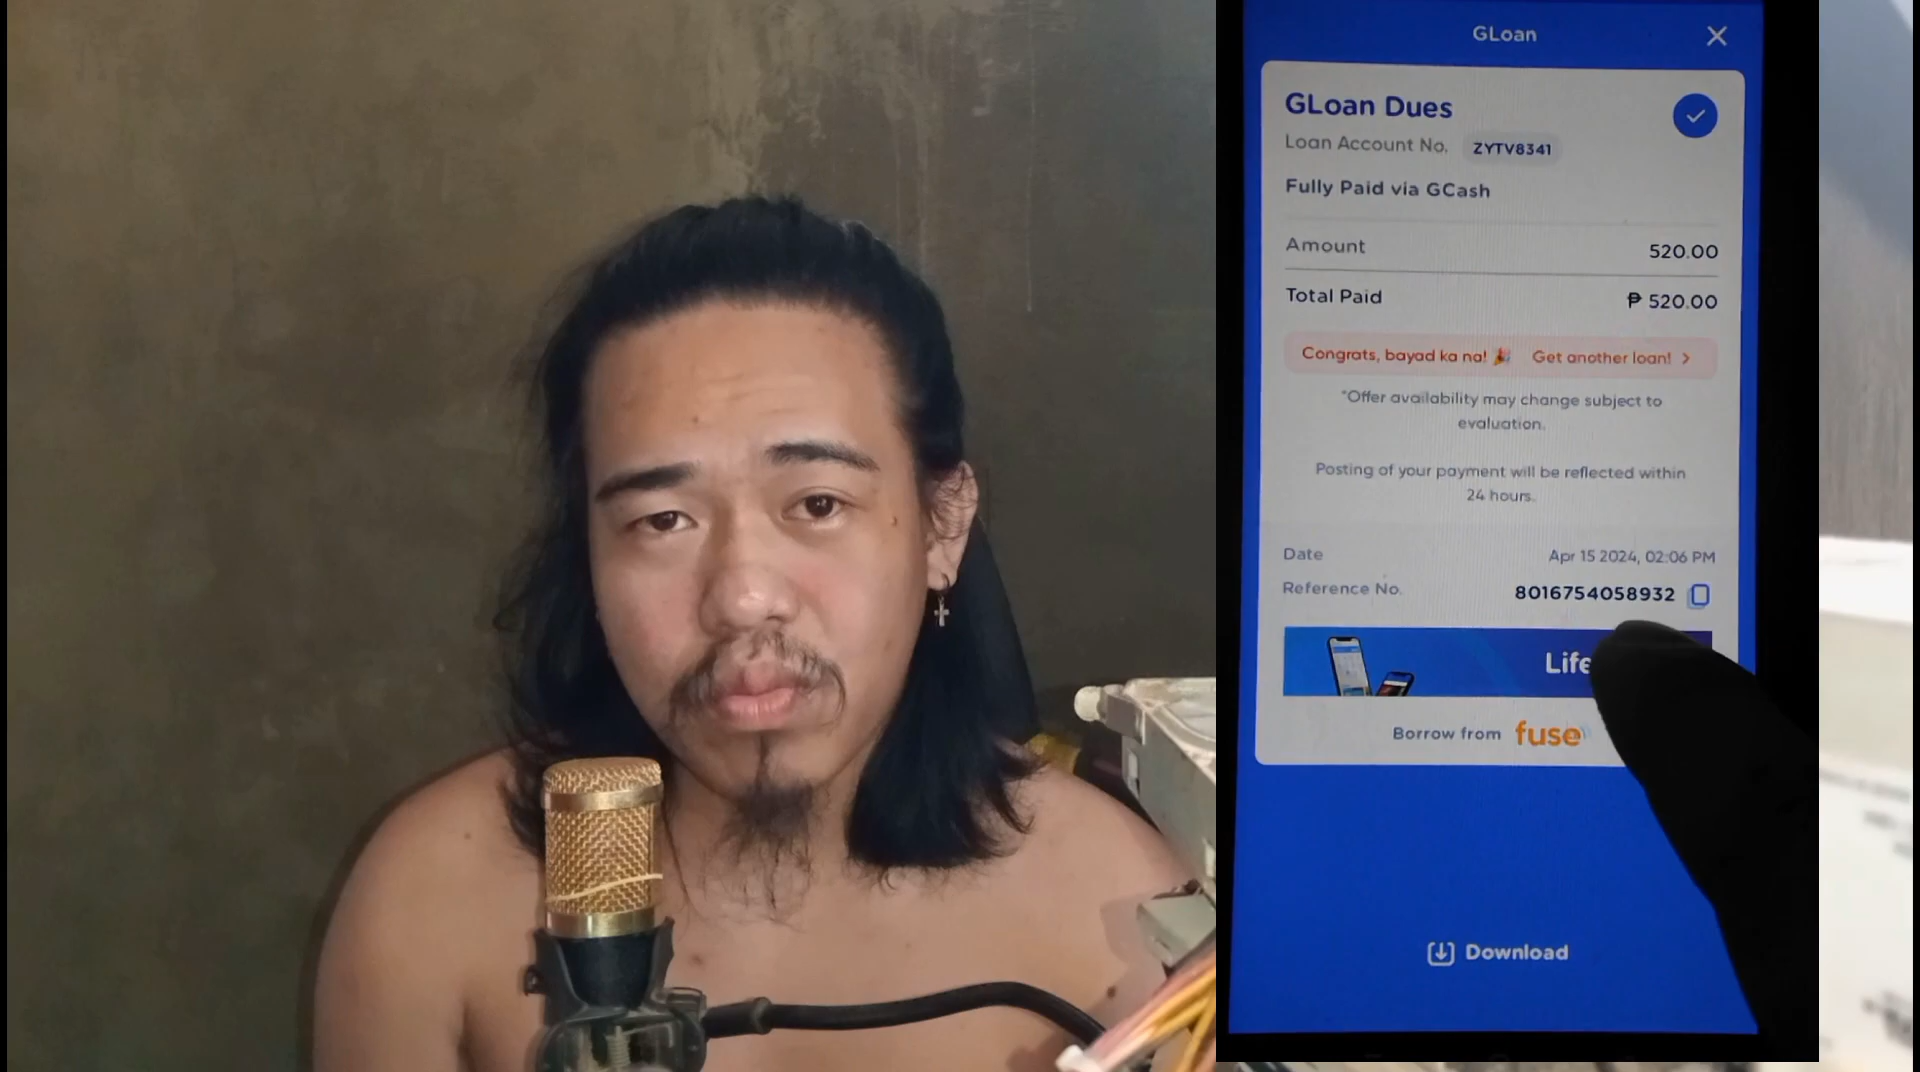 GLoan
GLoan Dues
Loan Account No. ZYTV8341
Fully Paid via GCash
Amount 520.00
Total Paid ₱ 520.00
Congrats, bayad ka na! 🎉 Get another loan! >
*Offer availability may change subject to
evaluation.
Posting of your payment will be reflected within
24 hours.
Date Apr 15 2024, 02:06 PM
Reference No. 8016754058932
Life
Borrow from fuse
Download